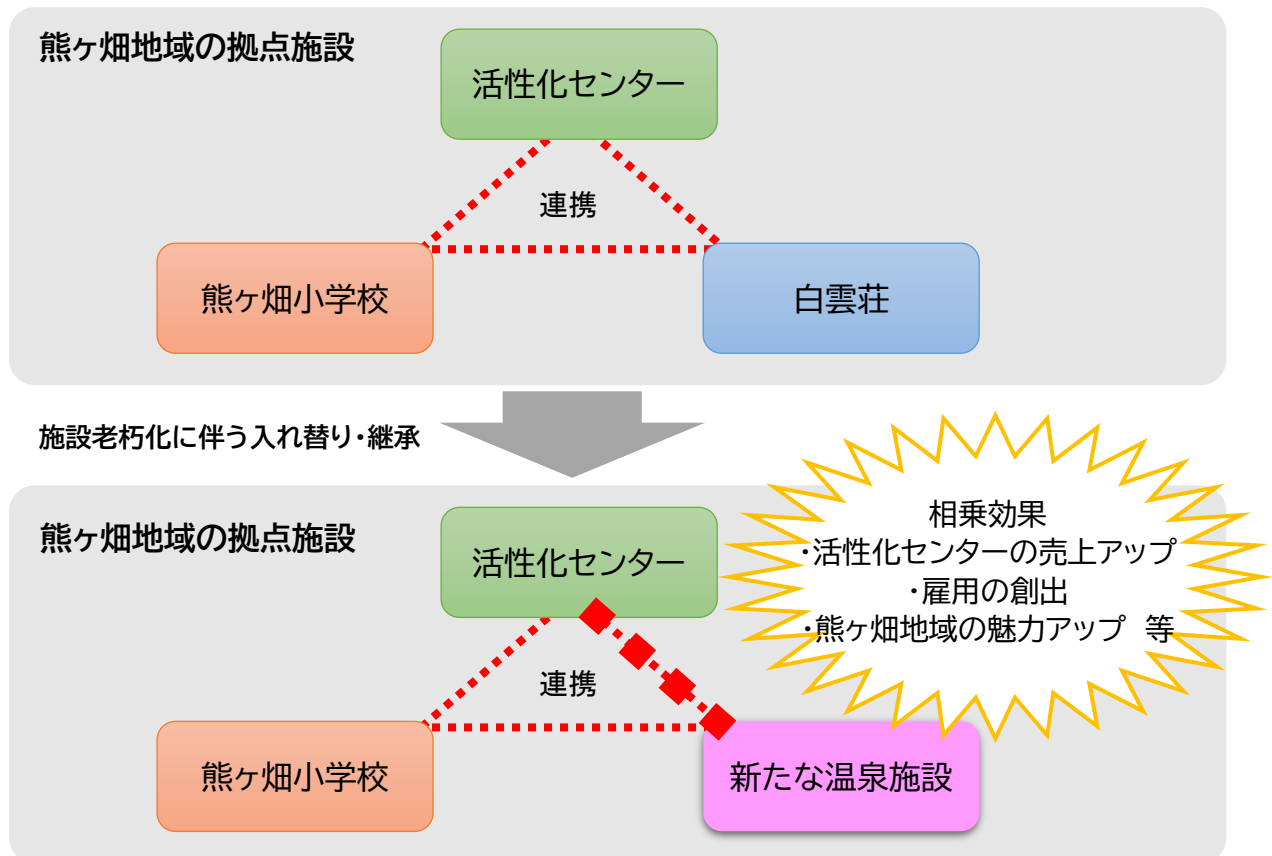 熊ヶ畑地域の拠点施設
活性化センター
連携
熊ヶ畑小学校
白雲荘
施設老朽化に伴う入れ替り・継承
熊ヶ畑地域の拠点施設
活性化センター
相乗効果
・活性化センターの売上アップ
・雇用の創出
・熊ヶ畑地域の魅力アップ 等
連携
熊ヶ畑小学校
新たな温泉施設